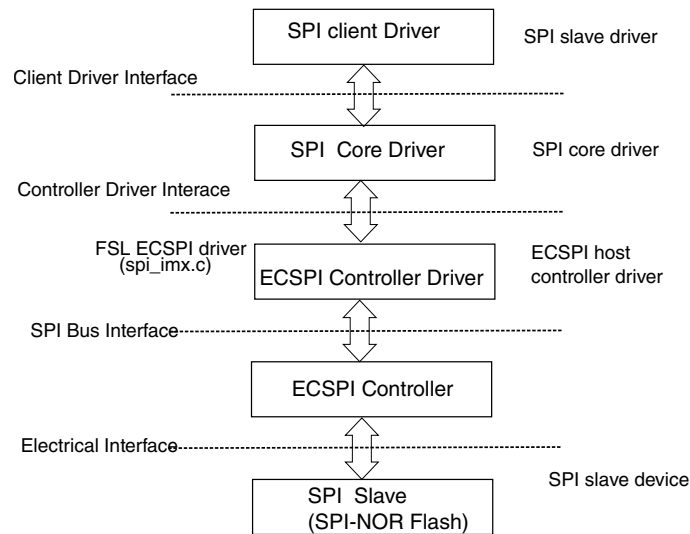 SPI client Driver
SPI slave driver
Client Driver Interface
SPI Core Driver
SPI core driver
Controller Driver Interace
FSL ECSPI driver
(spi_imx.c)
ECSPI Controller Driver
ECSPI host
controller driver
SPI Bus Interface
ECSPI Controller
Electrical Interface
SPI Slave
(SPI-NOR Flash)
SPI slave device